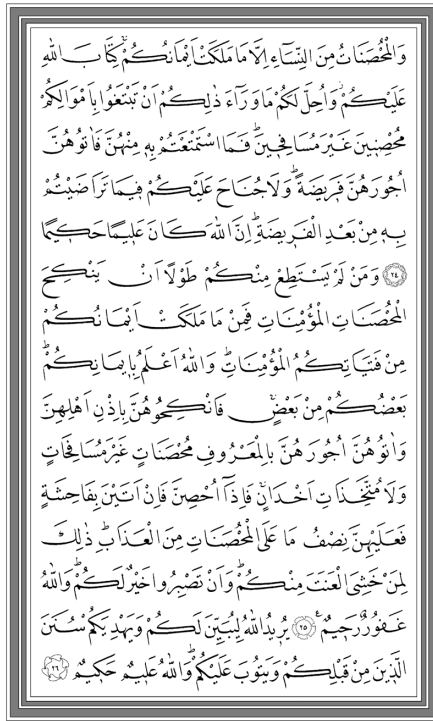 وَالْمُحْصَنَاتُ مِنَ النِّسَٓاءِ اِلَّا مَا مَلَكَتْ اَيْمَانُكُمْۚ كِتَابَ اللّٰهِ
عَلَيْكُمْۚ وَاُحِلَّ لَكُمْ مَا وَرَٓاءَ ذٰلِكُمْ اَنْ تَبْتَغُوا بِاَمْوَالِكُمْ
مُحْصِنٖينَ غَيْرَ مُسَافِحٖينَۜ فَمَا اسْتَمْتَعْتُمْ بِهٖ مِنْهُنَّ فَاٰتُوهُنَّ
اُجُورَهُنَّ فَرٖيضَةًۜ وَلَا جُنَاحَ عَلَيْكُمْ فٖيمَا تَرَاضَيْتُمْ
بِهٖ مِنْ بَعْدِ الْفَرٖيضَةِۜ اِنَّ اللّٰهَ كَانَ عَلٖيمًا حَكٖيمًا
﴿٢٤﴾ وَمَنْ لَمْ يَسْتَطِعْ مِنْكُمْ طَوْلًا اَنْ يَنْكِحَ
الْمُحْصَنَاتِ الْمُؤْمِنَاتِ فَمِنْ مَا مَلَكَتْ اَيْمَانُكُمْ
مِنْ فَتَيَاتِكُمُ الْمُؤْمِنَاتِۜ وَاللّٰهُ اَعْلَمُ بِاٖيمَانِكُمْۜ
بَعْضُكُمْ مِنْ بَعْضٍۚ فَانْكِحُوهُنَّ بِاِذْنِ اَهْلِهِنَّ
وَاٰتُوهُنَّ اُجُورَهُنَّ بِالْمَعْرُوفِ مُحْصَنَاتٍ غَيْرَ مُسَافِحَاتٍ
وَلَا مُتَّخِذَاتِ اَخْدَانٍۚ فَاِذَٓا اُحْصِنَّ فَاِنْ اَتَيْنَ بِفَاحِشَةٍ
فَعَلَيْهِنَّ نِصْفُ مَا عَلَى الْمُحْصَنَاتِ مِنَ الْعَذَابِۜ ذٰلِكَ
لِمَنْ خَشِيَ الْعَنَتَ مِنْكُمْۜ وَاَنْ تَصْبِرُوا خَيْرٌ لَكُمْۜ وَاللّٰهُ
غَفُورٌ رَحٖيمٌ۟ ﴿٢٥﴾ يُرٖيدُ اللّٰهُ لِيُبَيِّنَ لَكُمْ وَيَهْدِيَكُمْ سُنَنَ
الَّذٖينَ مِنْ قَبْلِكُمْ وَيَتُوبَ عَلَيْكُمْۜ وَاللّٰهُ عَلٖيمٌ حَكٖيمٌ ﴿٢٦﴾